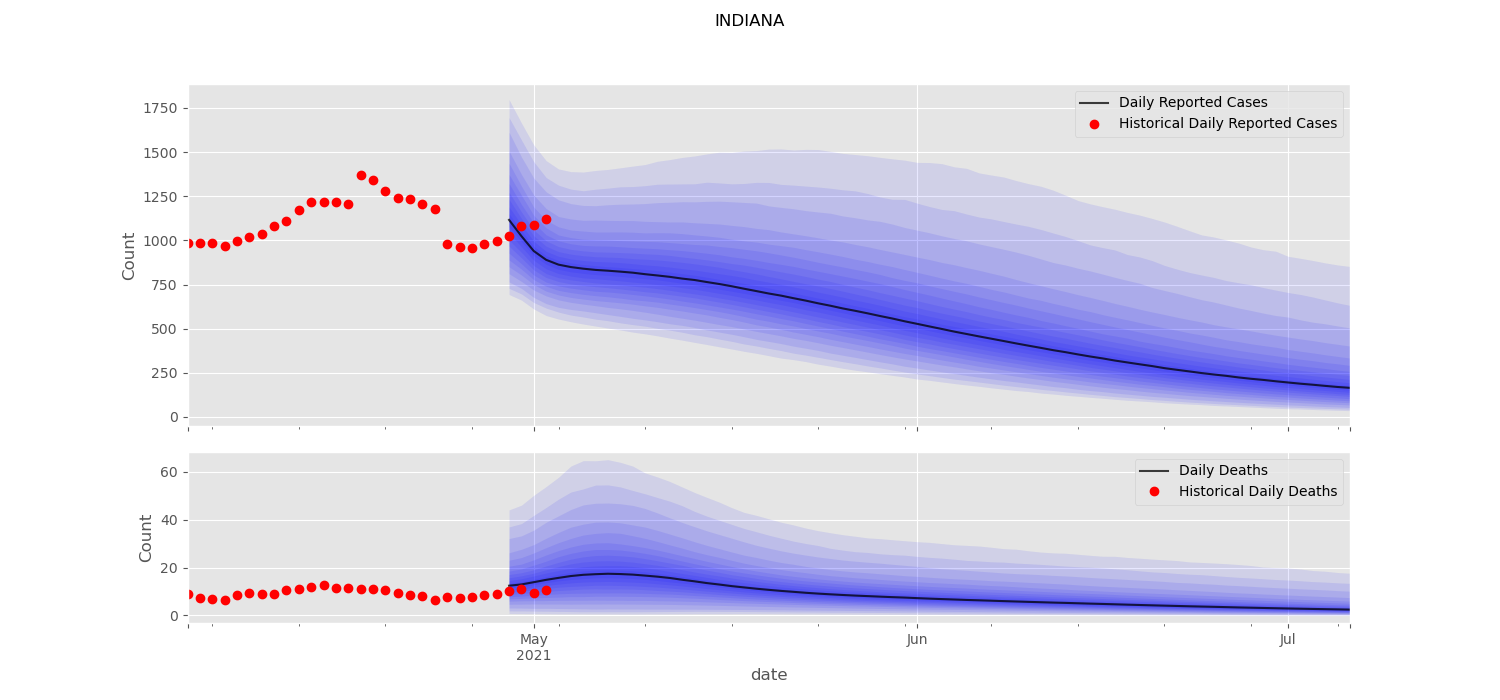 INDIANA
Daily Reported Cases
Historical Daily Reported Cases
1750
1500
1250
1000
750
500
250
0
Count
Daily Deaths
Historical Daily Deaths
60
40
20
0
Count
May
2021
Jun
Jul
date